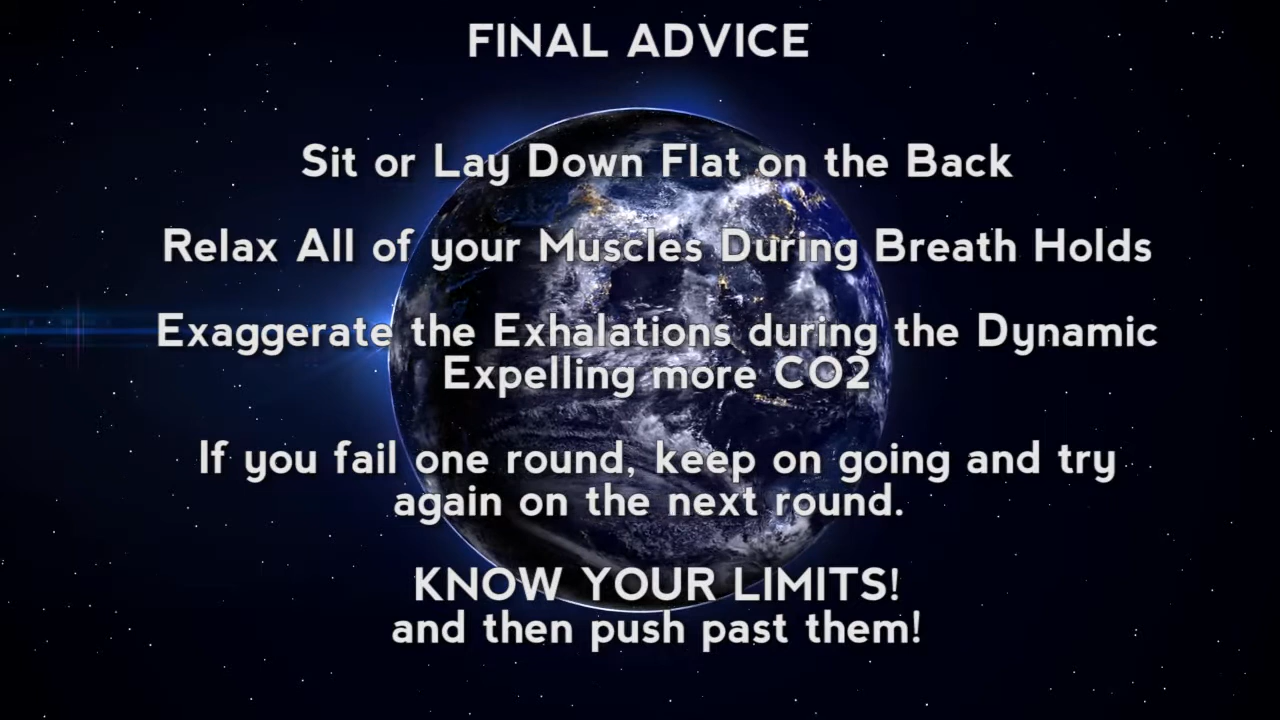 FINAL ADVICE
Sit or Lay Down Flat on the Back
Relax All of your Muscles During Breath Holds
Exaggerate the Exhalations during the Dynamic
Expelling more CO2
If you fail one round, keep on going and try
again on the next round.
KNOW YOUR LIMITS!
and then push past them!